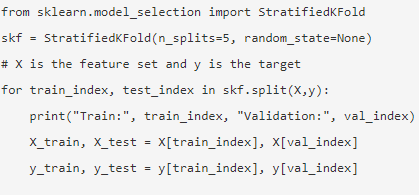 from sklearn.model_selection import StratifiedKFold
skf = StratifiedKFold(n_splits=5, random_state=None)
# X is the feature set and y is the target
for train_index, test_index in skf.split(X,y):
    print("Train:", train_index, "Validation:", val_index)
    X_train, X_test = X[train_index], X[val_index]
    y_train, y_test = y[train_index], y[val_index]